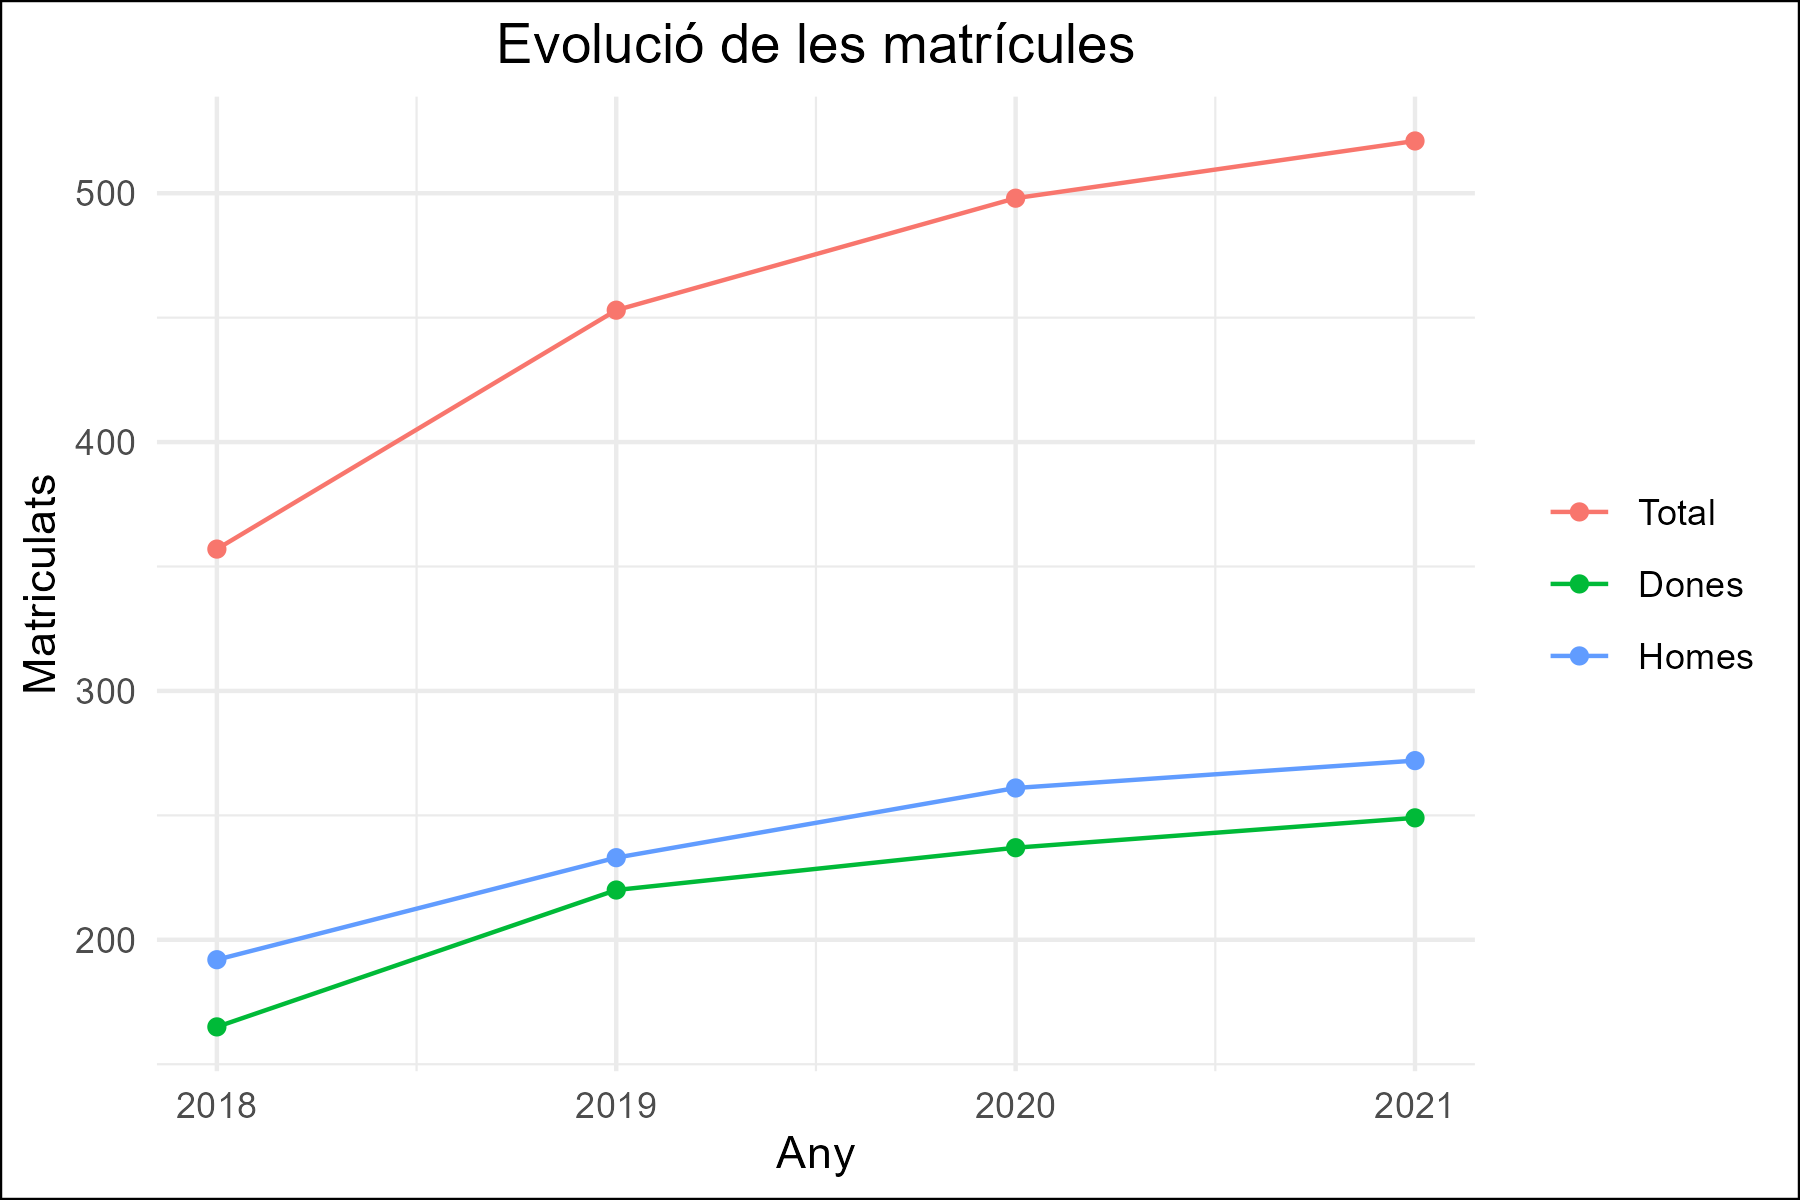 Evolució de les matrícules
Matriculats
500
400
300
200
2018 2019 2020 2021
Any
Total
Dones
Homes